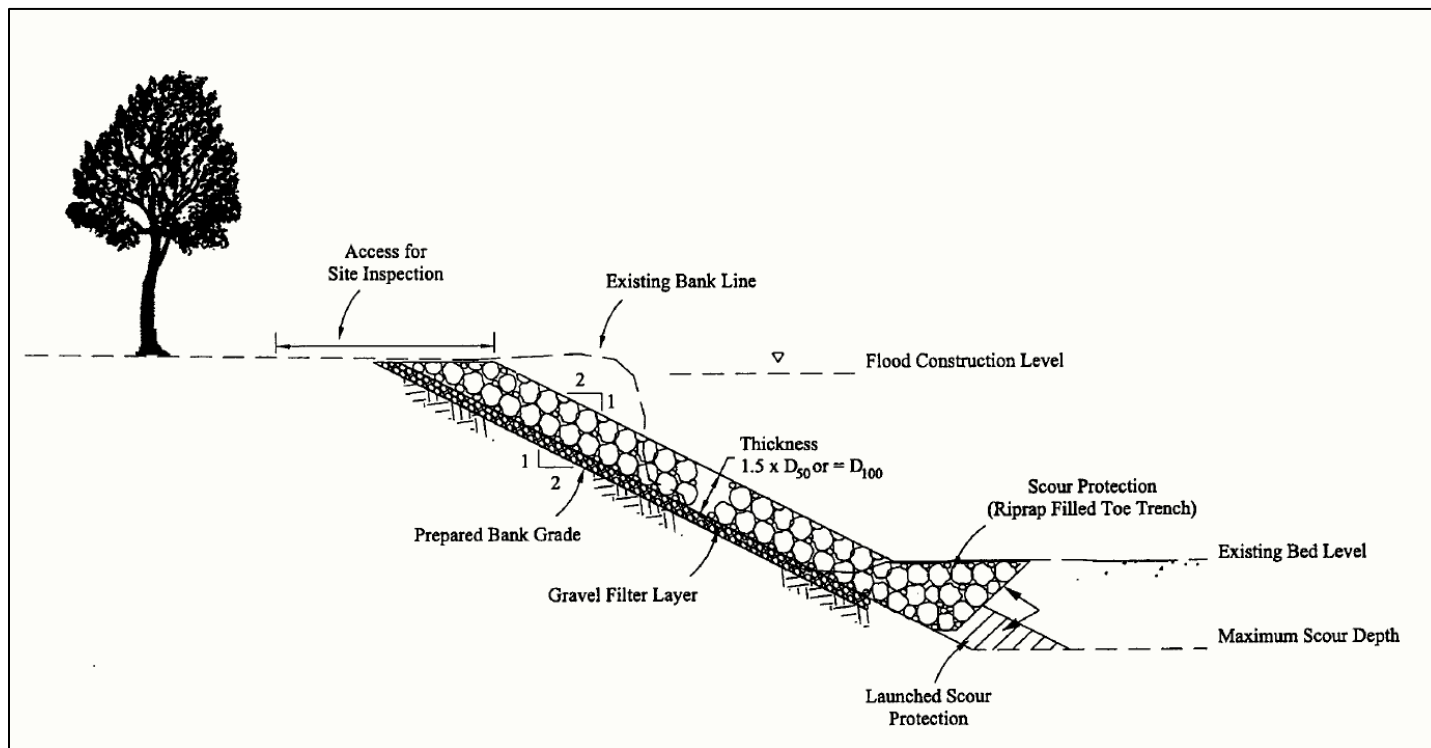 Access for
Site Inspection
Existing Bank Line
Flood Construction Level
2
1
Thickness
1.5 x D50 or = D100
1
2
Prepared Bank Grade
Scour Protection
(Riprap Filled Toe Trench)
Existing Bed Level
Gravel Filter Layer
Maximum Scour Depth
Launched Scour
Protection